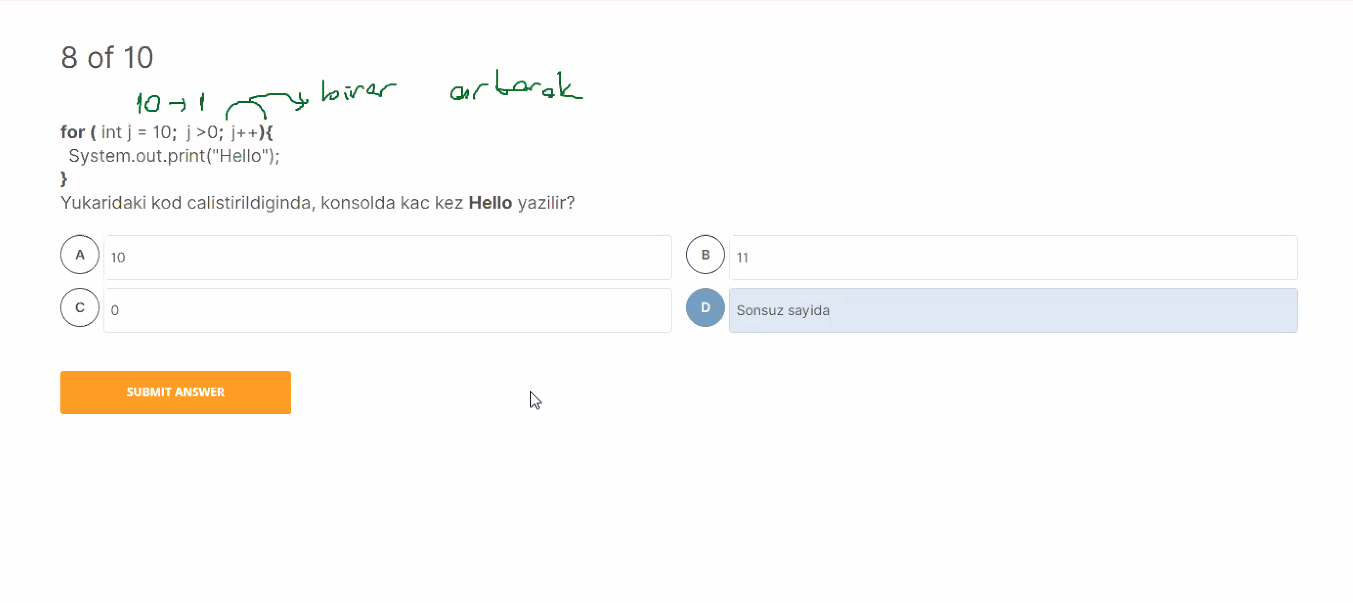 8 of 10
10 → 1 birar artarak
for ( int j = 10; j >0; j++){
System.out.print("Hello");
}
Yukaridaki kod calistirildiginda, konsolda kac kez Hello yazilir?
A 10
B 11
C 0
D Sonsuz sayida
SUBMIT ANSWER